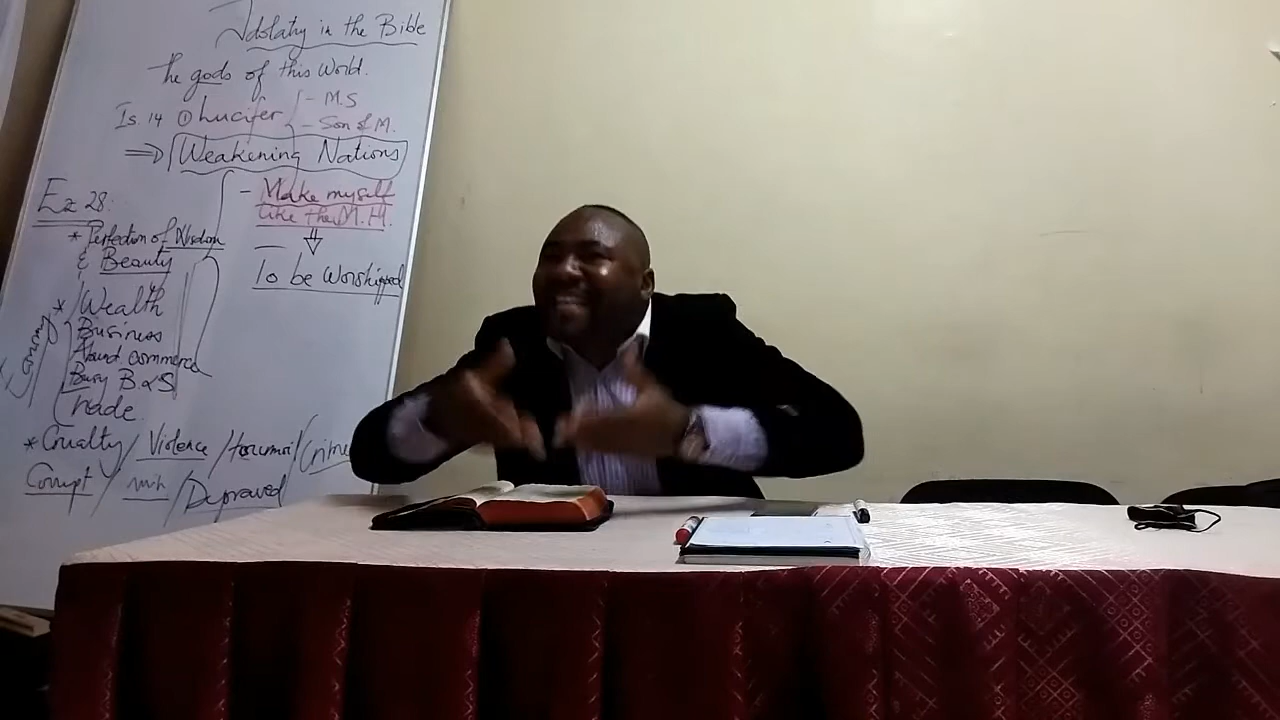 Idolatry in the Bible
The gods of this World.
Is. 14 ① Lucifer - M.S
- Son of M.
⇒ Weakening Nations
- Make myself
like the M.H.
To be Worshipped
Ez 28:
* Perfection of Wisdom
& Beauty
* Wealth
Business
Abund commerce
Busy B. & S
Trade
* Crualty / Violence / / Crime
Corrupt / / Depraved